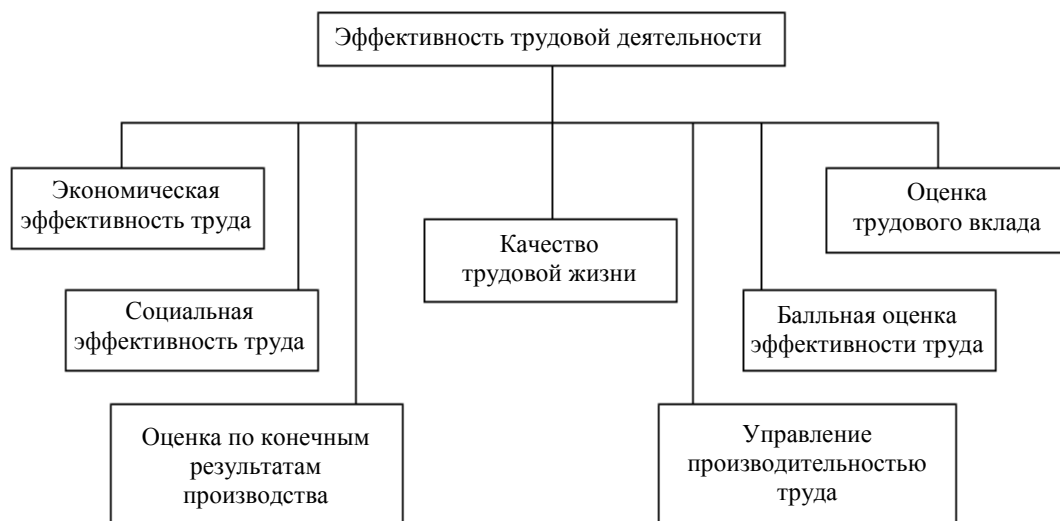 Эффективность трудовой деятельности
Экономическая
эффективность труда
Оценка
трудового вклада
Качество
трудовой жизни
Социальная
эффективность труда
Балльная оценка
эффективности труда
Оценка по конечным
результатам
производства
Управление
производительностью
труда